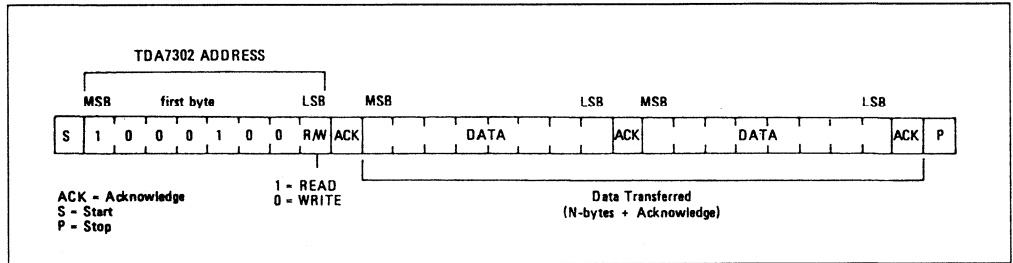 TDA7302 ADDRESS
MSB first byte LSB MSB LSB MSB LSB
S 1 0 0 0 1 0 0 R/W ACK DATA ACK DATA ACK P
ACK = Acknowledge
S = Start
P = Stop
1 = READ
0 = WRITE
Data Transferred
(N-bytes + Acknowledge)